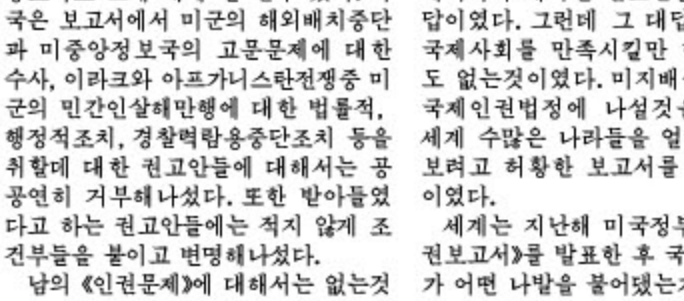 국은 보고서에서 미군의 해외배치중단
과 미중앙정보국의 고문문제에 대한
수사, 이라크와 아프가니스탄전쟁중 미
군의 민간인살해만행에 대한 법률적,
행정적조치, 경찰력람용중단조치 등을
취할데 대한 권고안들에 대해서는 공
공연히 거부해나섰다. 또한 받아들였
다고 하는 권고안들에는 적지 않게 조
건부들을 붙이고 변명해나섰다.
남의 《인권문제》에 대해서는 없는것
답이였다. 그런데 그 대답
국제사회를 만족시킬만
도 없는것이였다. 미지배
국제인권법정에 나설것
세계 수많은 나라들을 얼
보려고 허황한 보고서를
이였다.
세계는 지난해 미국정부
권보고서》를 발표한 후 국
가 어떤 나발을 불어댔는가